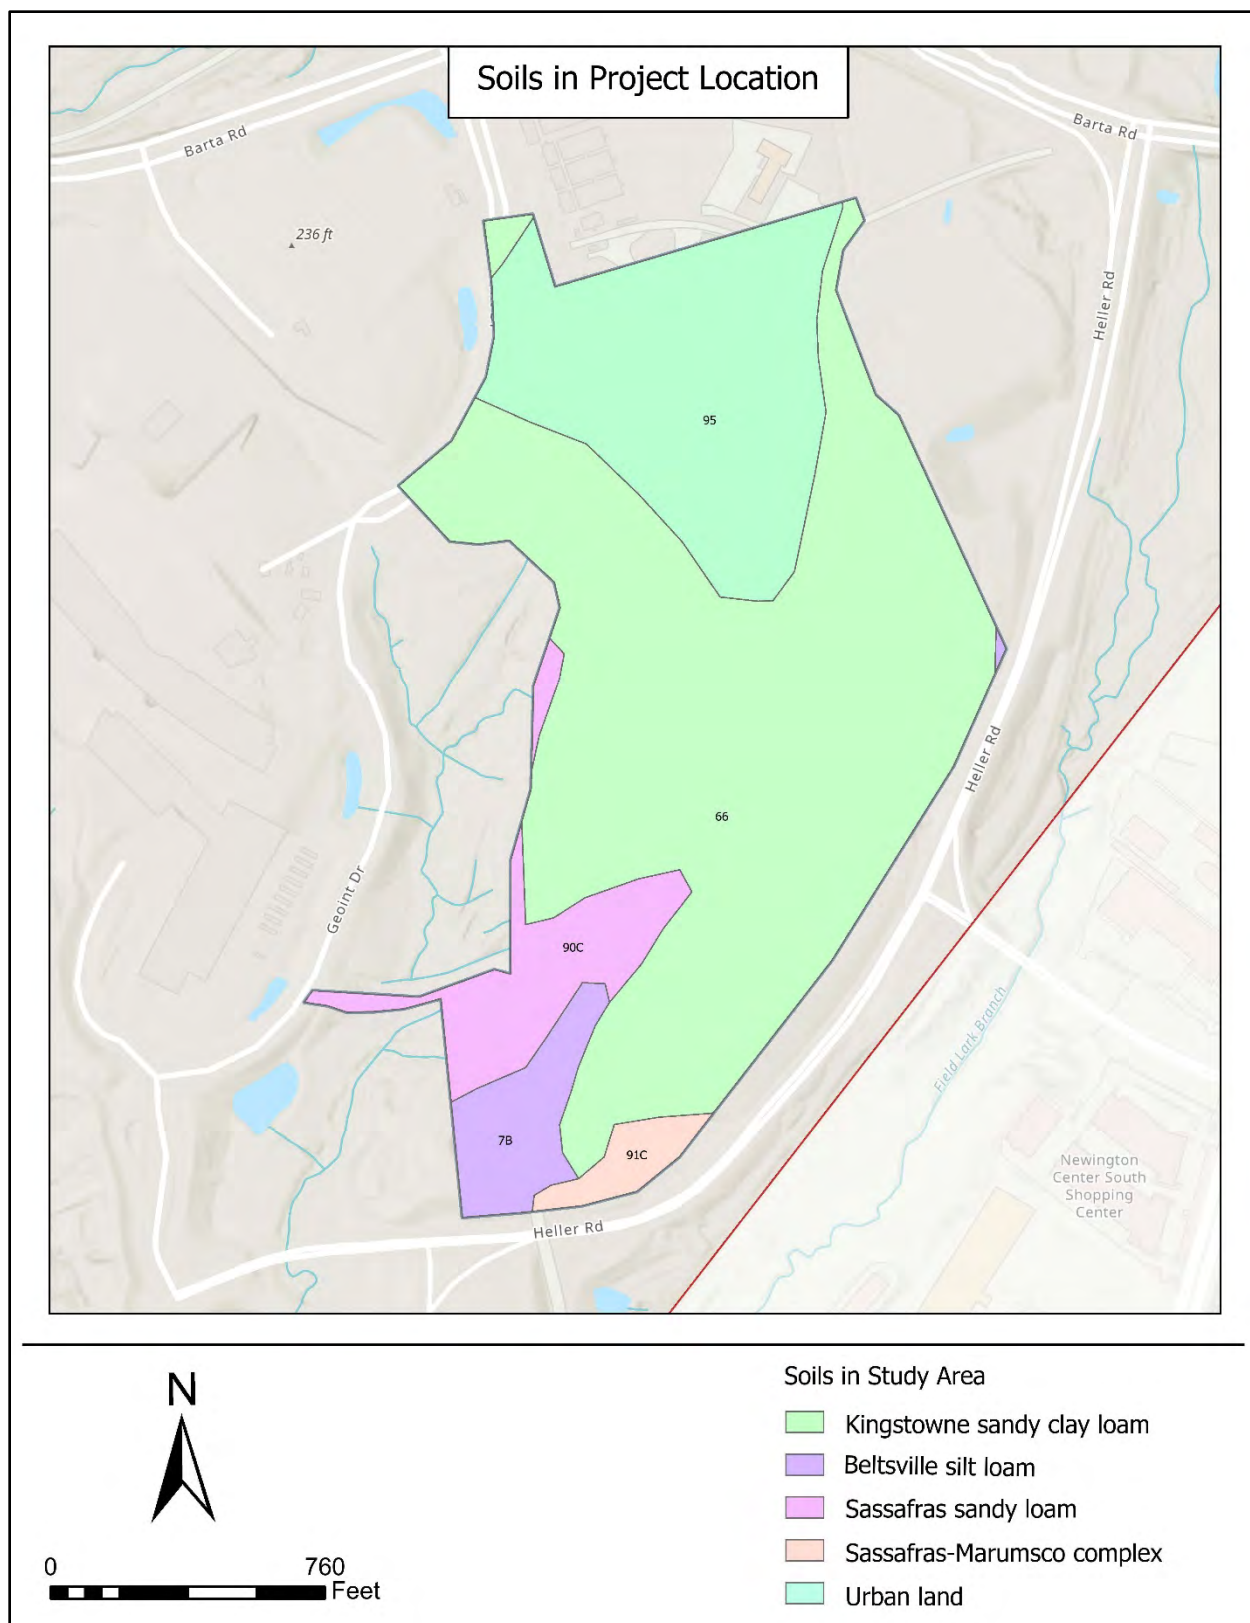 Soils in Project Location
Barta Rd
Barta Rd
236 ft
Heller Rd
95
Heller Rd
66
Geoint Dr
90C
Field Lark Branch
7B
91C
Newington
Center South
Shopping
Center
Heller Rd
N
0 760
Feet
Soils in Study Area
Kingstowne sandy clay loam
Beltsville silt loam
Sassafras sandy loam
Sassafras-Marumsco complex
Urban land